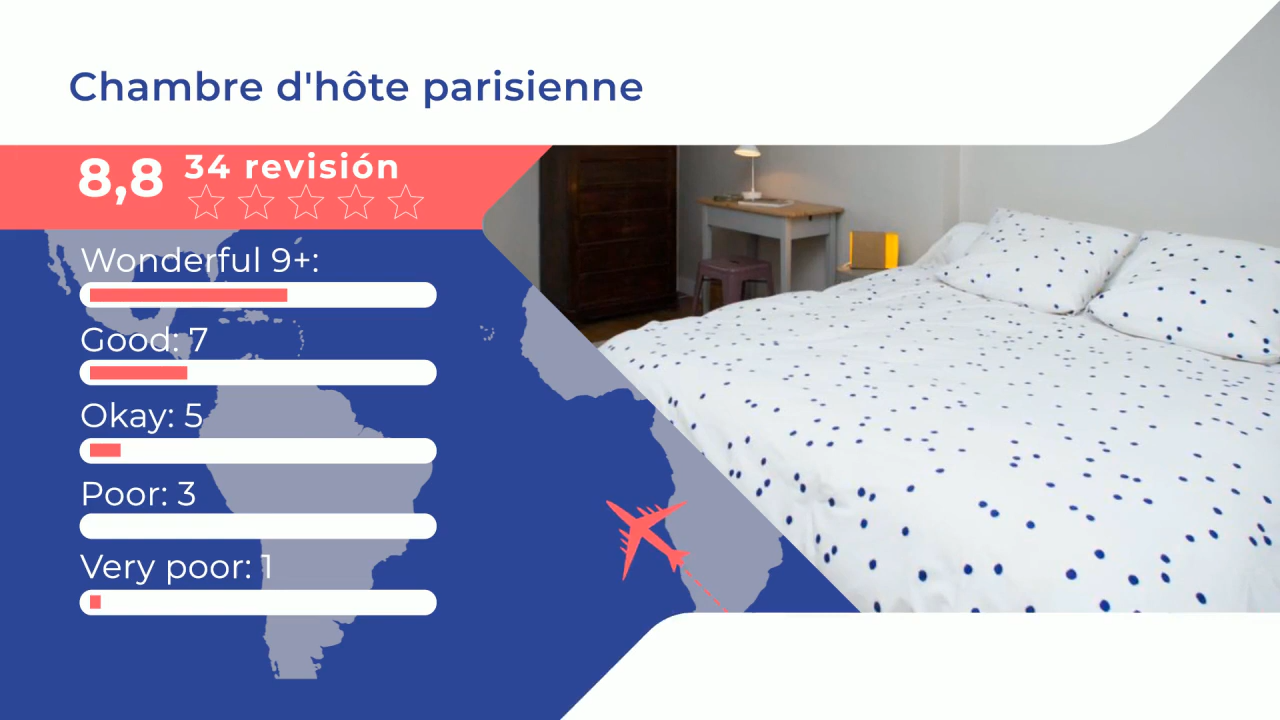 Chambre d'hôte parisienne
8,8
34 revisión
Wonderful 9+:
Good: 7
Okay: 5
Poor: 3
Very poor: 1